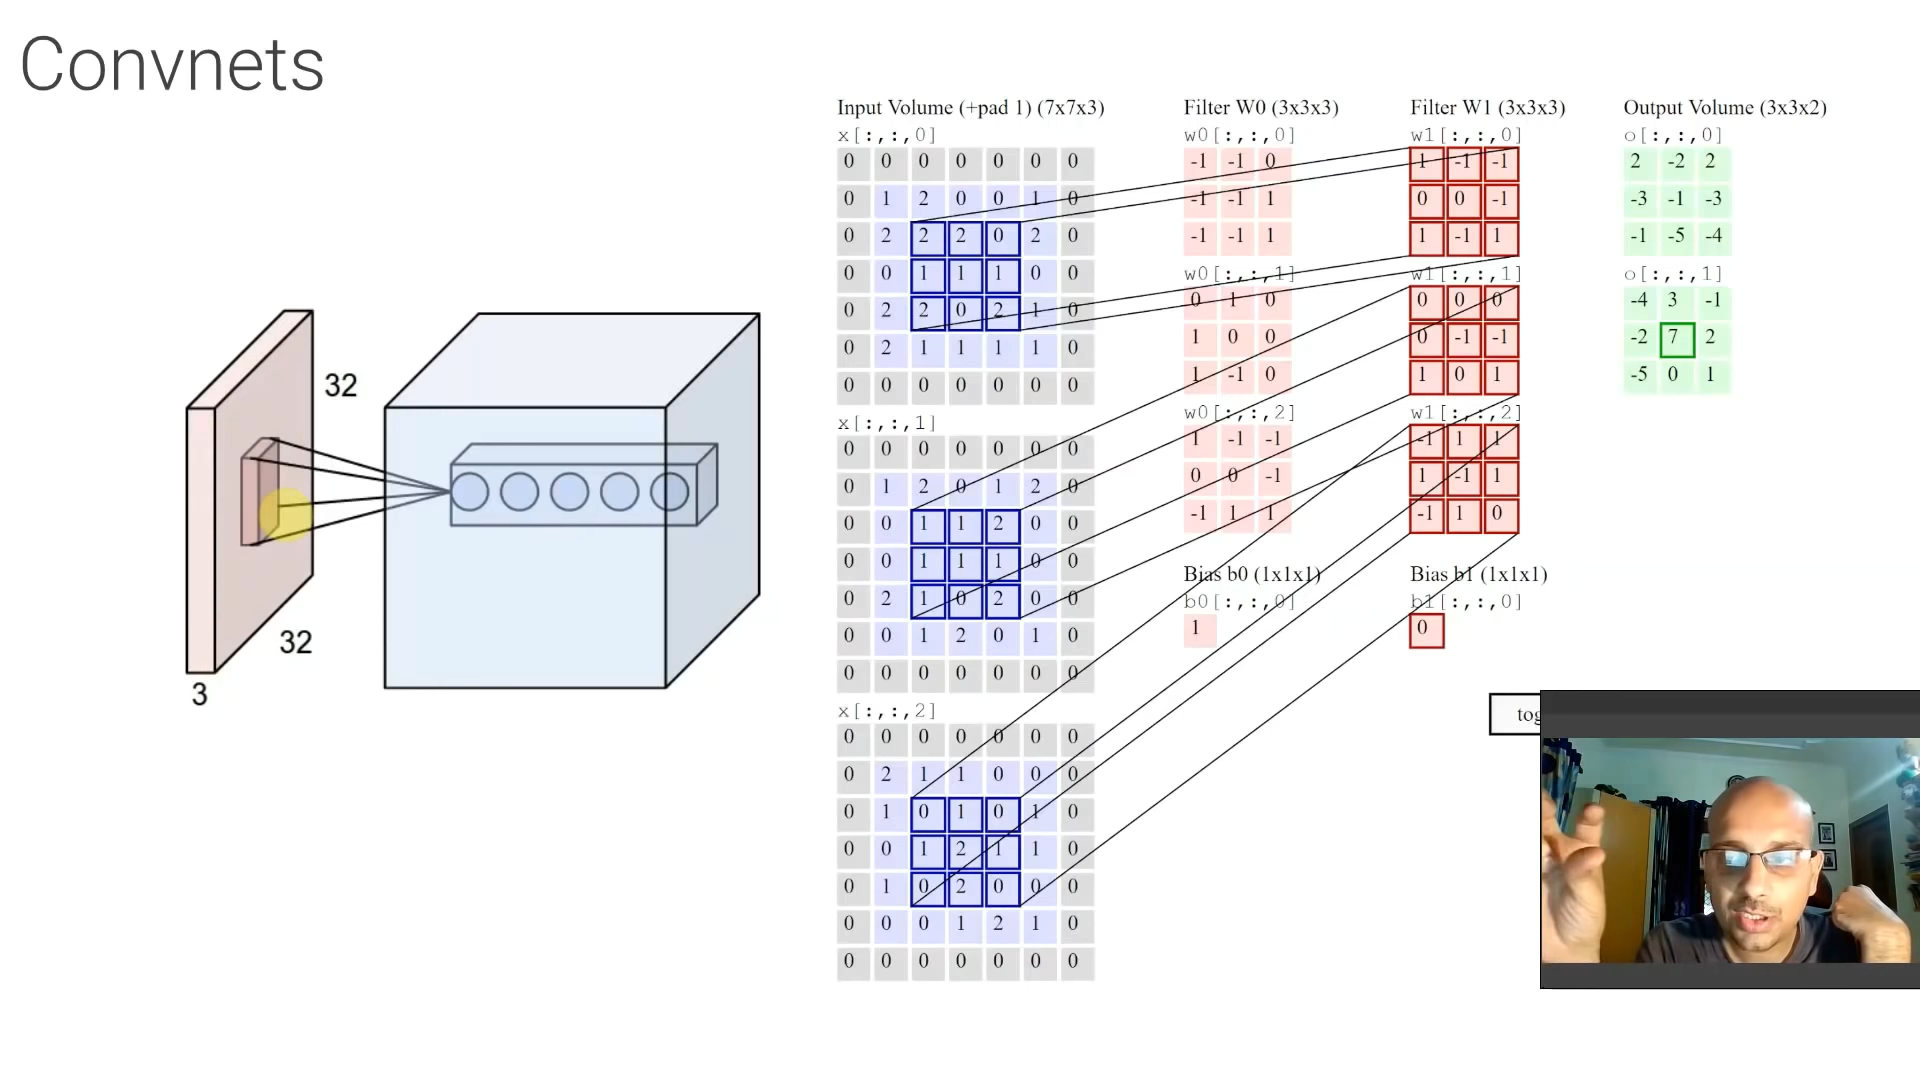 Convnets
32
32
3
Input Volume (+pad 1) (7x7x3)
x[:,:,0]
0 0 0 0 0 0 0
0 1 2 0 0 1 0
0 2 2 2 0 2 0
0 0 1 1 1 0 0
0 2 2 0 2 1 0
0 2 1 1 1 1 0
0 0 0 0 0 0 0
x[:,:,1]
0 0 0 0 0 0 0
0 1 2 0 1 2 0
0 0 1 1 2 0 0
0 0 1 1 1 0 0
0 2 1 0 2 0 0
0 0 1 2 0 1 0
0 0 0 0 0 0 0
x[:,:,2]
0 0 0 0 0 0 0
0 2 1 1 0 0 0
0 1 0 1 0 1 0
0 0 1 2 1 1 0
0 1 0 2 0 0 0
0 0 0 1 2 1 0
0 0 0 0 0 0 0
Filter W0 (3x3x3)
w0[:,:,0]
-1 -1 0
-1 -1 1
-1 -1 1
w0[:,:,1]
0 1 0
1 0 0
1 -1 0
w0[:,:,2]
1 -1 -1
0 0 -1
-1 1 1
Bias b0 (1x1x1)
b0[:,:,0]
1
Filter W1 (3x3x3)
w1[:,:,0]
1 -1 -1
0 0 -1
1 -1 1
w1[:,:,1]
0 0 0
0 -1 -1
1 0 1
w1[:,:,2]
-1 1 1
1 -1 1
-1 1 0
Bias b1 (1x1x1)
b1[:,:,0]
0
Output Volume (3x3x2)
o[:,:,0]
2 -2 2
-3 -1 -3
-1 -5 -4
o[:,:,1]
-4 3 -1
-2 7 2
-5 0 1
tog